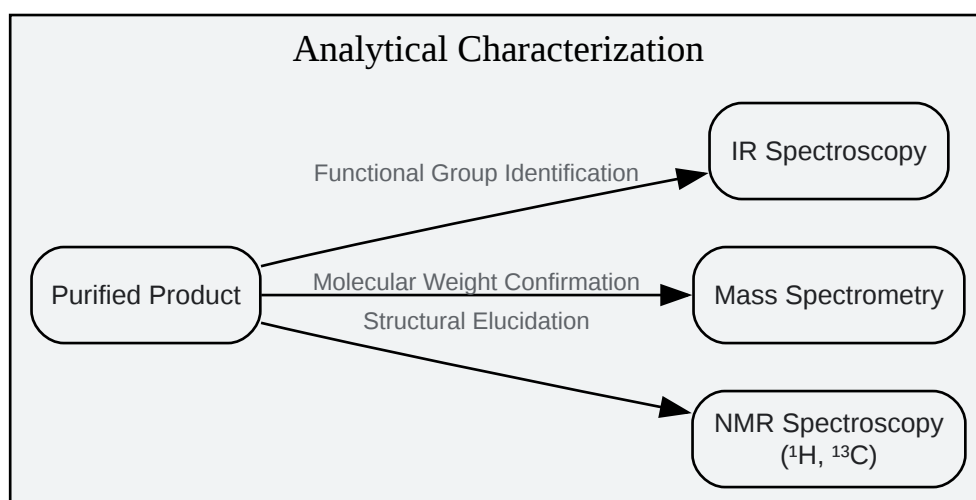 Analytical Characterization
IR Spectroscopy
Functional Group Identification
Purified Product
Molecular Weight Confirmation
Mass Spectrometry
Structural Elucidation
NMR Spectroscopy
(¹H, ¹³C)